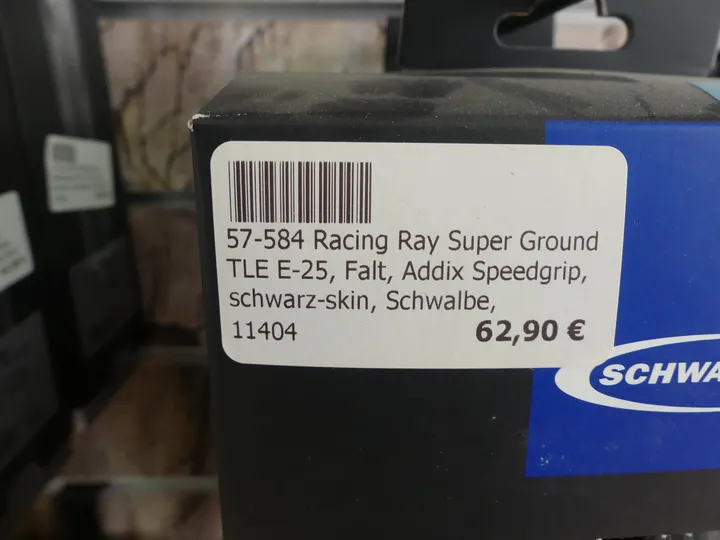 57-584 Racing Ray Super Ground
TLE E-25, Falt, Addix Speedgrip,
schwarz-skin, Schwalbe,
11404 62,90 €
SCHWA